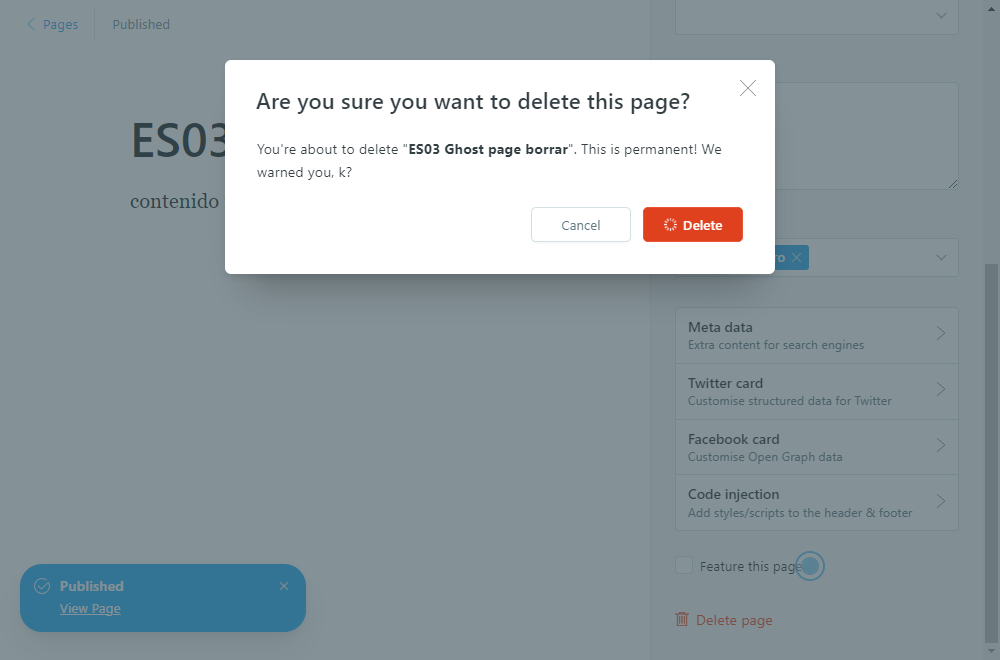 Pages
Published
Are you sure you want to delete this page?
You're about to delete "ES03 Ghost page borrar". This is permanent! We
warned you, k?
Cancel
Delete
ES03
contenido
Meta data
Extra content for search engines
Twitter card
Customise structured data for Twitter
Facebook card
Customise Open Graph data
Code injection
Add styles/scripts to the header & footer
Feature this page
Delete page
Published
View Page